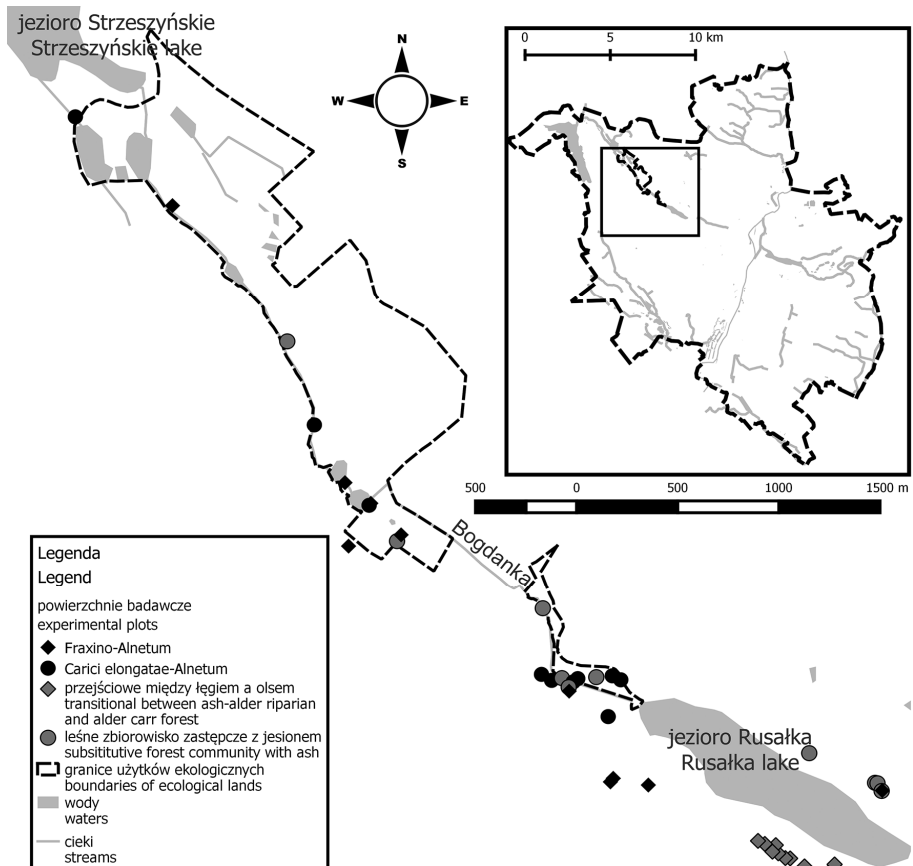 jezioro Strzeszyńskie
Strzeszyńskie lake
N
W
E
S
0 5 10 km
500 0 500 1000 1500 m
Bogdanka
jezioro Rusałka
Rusałka lake
Legenda
Legend
powierzchnie badawcze
experimental plots
Fraxino-Alnetum
Carici elongatae-Alnetum
przejściowe między łęgiem a olsem
transitional between ash-alder riparian
and alder carr forest
leśne zbiorowisko zastępcze z jesionem
subsititutive forest community with ash
granice użytków ekologicznych
boundaries of ecological lands
wody
waters
cieki
streams